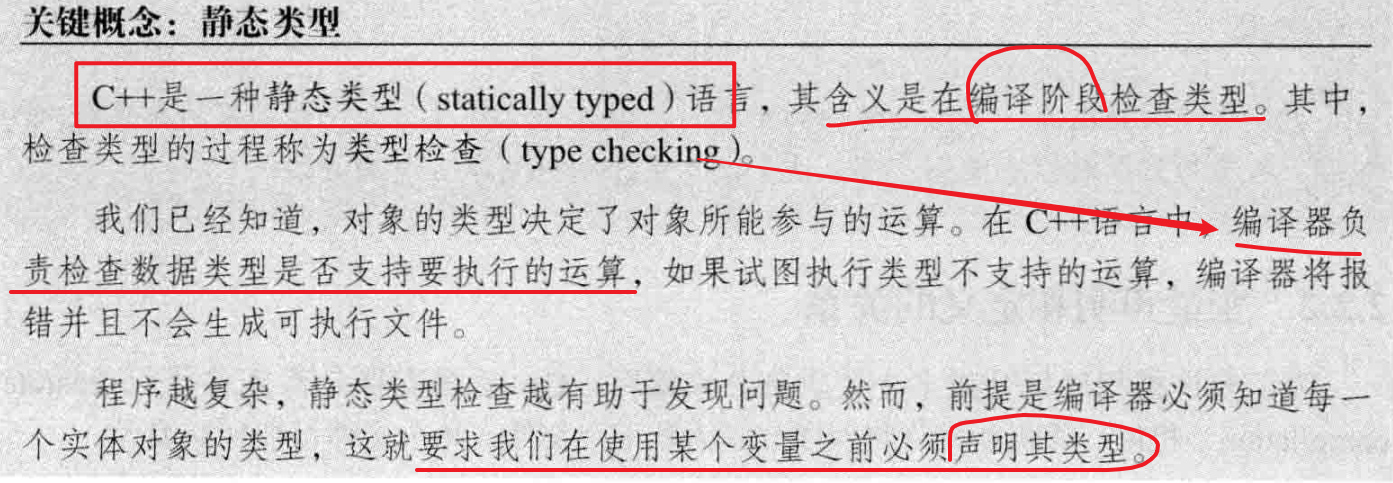 关键概念：静态类型
C++是一种静态类型（statically typed）语言，其含义是在编译阶段检查类型。其中，
检查类型的过程称为类型检查（type checking）。
我们已经知道，对象的类型决定了对象所能参与的运算。在 C++语言中，编译器负
责检查数据类型是否支持要执行的运算，如果试图执行类型不支持的运算，编译器将报
错并且不会生成可执行文件。
程序越复杂，静态类型检查越有助于发现问题。然而，前提是编译器必须知道每一
个实体对象的类型，这就要求我们在使用某个变量之前必须声明其类型。